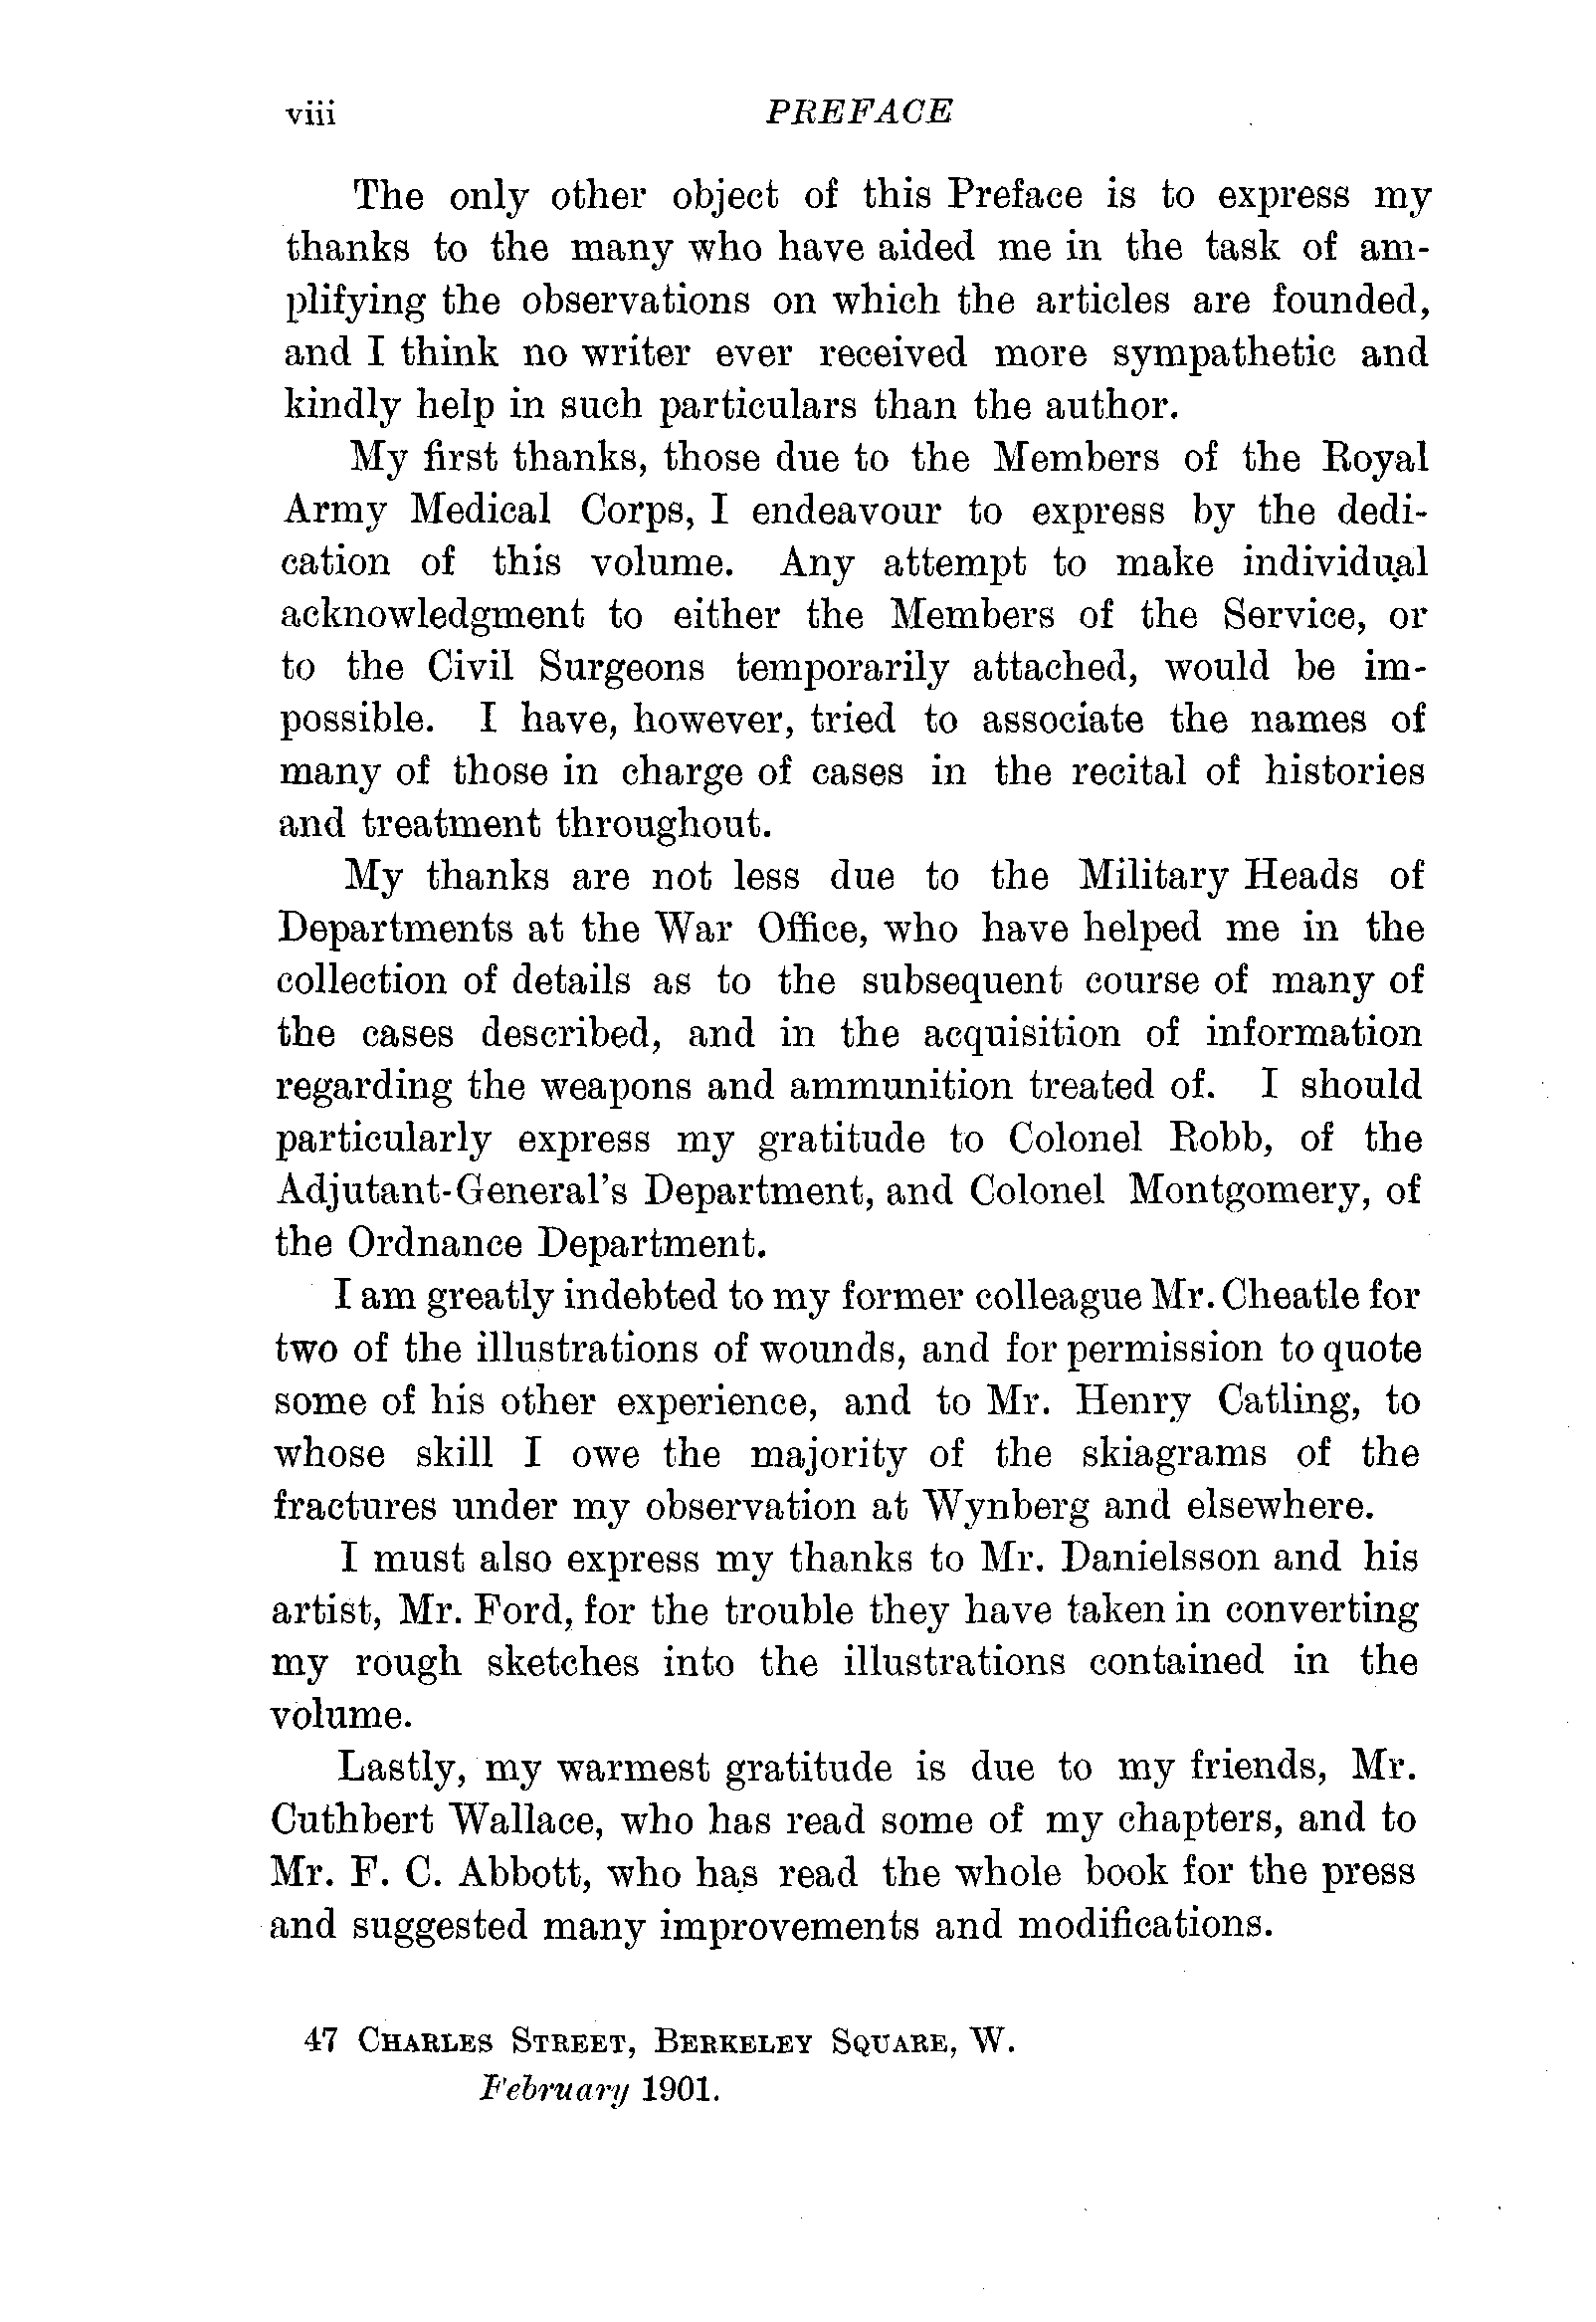 viii PREFACE
The only other object of this Preface is to express my
thanks to the many who have aided me in the task of am-
plifying the observations on which the articles are founded,
and I think no writer ever received more sympathetic and
kindly help in such particulars than the author.
My first thanks, those due to the Members of the Royal
Army Medical Corps, I endeavour to express by the dedi-
cation of this volume. Any attempt to make individual
acknowledgment to either the Members of the Service, or
to the Civil Surgeons temporarily attached, would be im-
possible. I have, however, tried to associate the names of
many of those in charge of cases in the recital of histories
and treatment throughout.
My thanks are not less due to the Military Heads of
Departments at the War Office, who have helped me in the
collection of details as to the subsequent course of many of
the cases described, and in the acquisition of information
regarding the weapons and ammunition treated of. I should
particularly express my gratitude to Colonel Robb, of the
Adjutant-General's Department, and Colonel Montgomery, of
the Ordnance Department.
I am greatly indebted to my former colleague Mr. Cheatle for
two of the illustrations of wounds, and for permission to quote
some of his other experience, and to Mr. Henry Catling, to
whose skill I owe the majority of the skiagrams of the
fractures under my observation at Wynberg and elsewhere.
I must also express my thanks to Mr. Danielsson and his
artist, Mr. Ford, for the trouble they have taken in converting
my rough sketches into the illustrations contained in the
volume.
Lastly, my warmest gratitude is due to my friends, Mr.
Cuthbert Wallace, who has read some of my chapters, and to
Mr. F. C. Abbott, who has read the whole book for the press
and suggested many improvements and modifications.
47 CHARLES STREET, BERKELEY SQUARE, W.
February 1901.